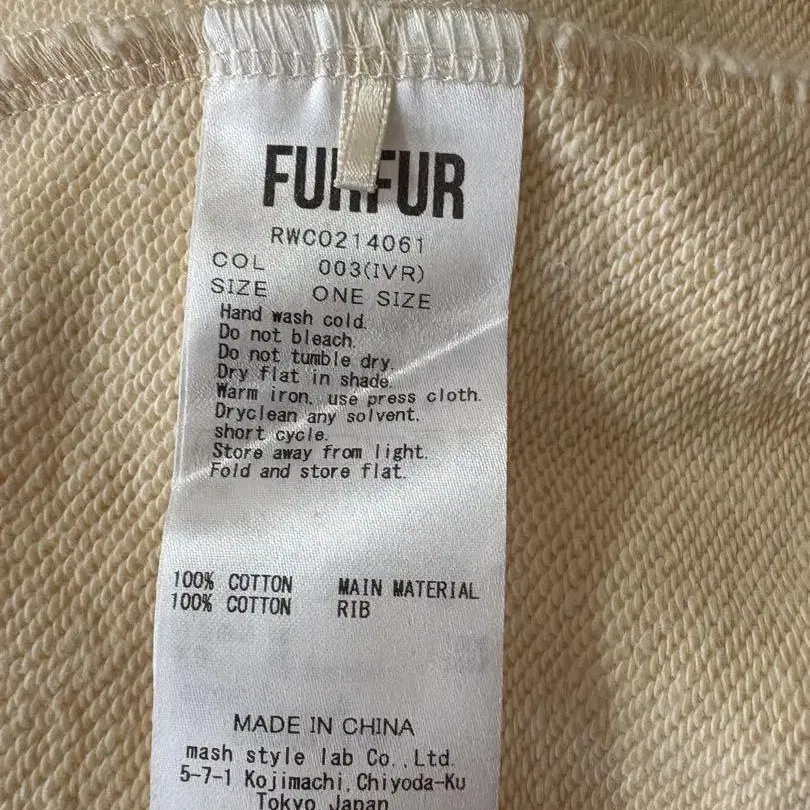 FURFUR
RWC0214061
COL 003(IVR)
SIZE ONE SIZE
Hand wash cold.
Do not bleach.
Do not tumble dry.
Dry flat in shade.
Warm iron, use press cloth.
Dryclean any solvent.
short cycle.
Store away from light.
Fold and store flat.
100% COTTON MAIN MATERIAL
100% COTTON RIB
MADE IN CHINA
mash style lab Co.,Ltd.
5-7-1 Kojimachi,Chiyoda-Ku
Tokyo Japan